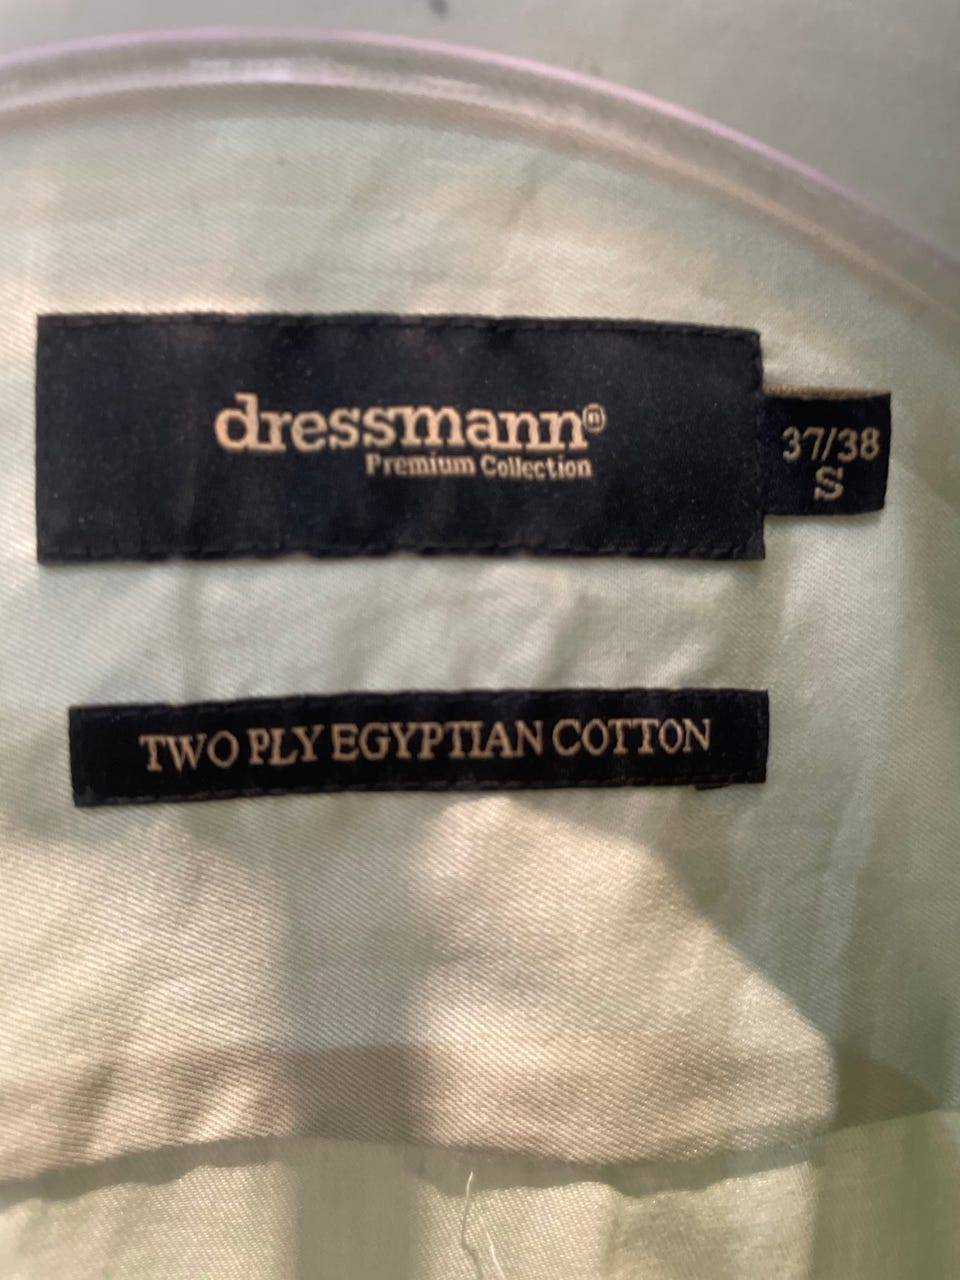 dressmann®
Premium Collection
37/38
S
TWO PLY EGYPTIAN COTTON